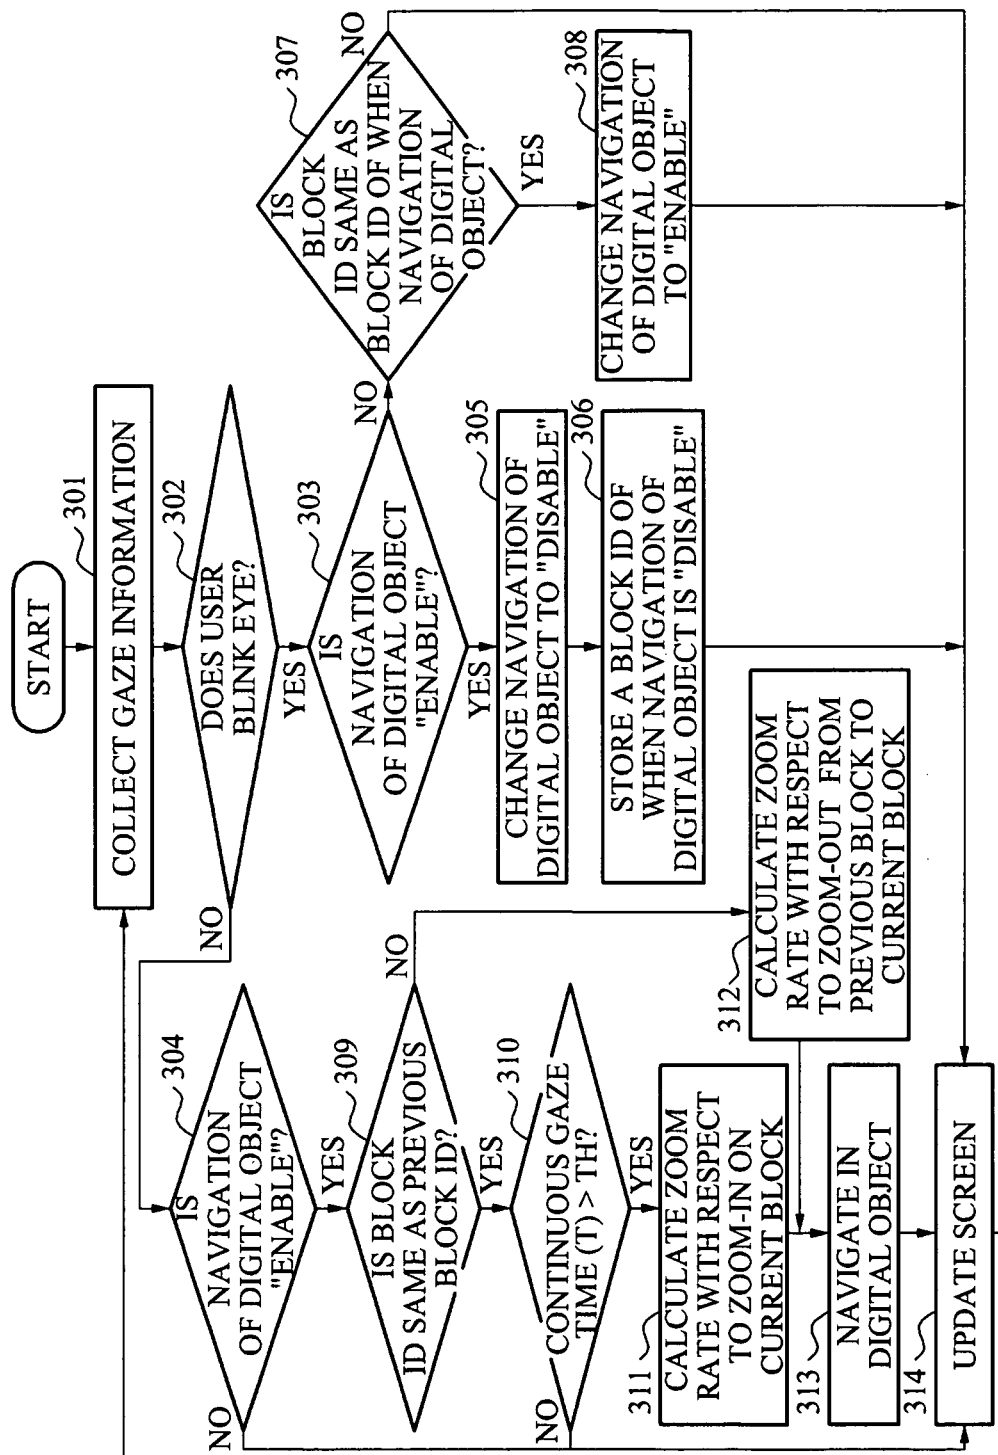 START
301
COLLECT GAZE INFORMATION
302
DOES USER
BLINK EYE?
NO
YES
303
IS
NAVIGATION
OF DIGITAL OBJECT
"ENABLE"?
NO
YES
305
CHANGE NAVIGATION OF
DIGITAL OBJECT TO "DISABLE"
306
STORE A BLOCK ID OF
WHEN NAVIGATION OF
DIGITAL OBJECT IS "DISABLE"
307
IS
BLOCK
ID SAME AS
BLOCK ID OF WHEN
NAVIGATION
OF DIGITAL
OBJECT?
NO
YES
308
CHANGE NAVIGATION
OF DIGITAL OBJECT
TO "ENABLE"
304
IS
NAVIGATION
OF DIGITAL OBJECT
"ENABLE"?
NO
YES
309
IS BLOCK
ID SAME AS PREVIOUS
BLOCK ID?
NO
YES
310
CONTINUOUS GAZE
TIME (T) > TH?
NO
YES
311
CALCULATE ZOOM
RATE WITH RESPECT
TO ZOOM-IN ON
CURRENT BLOCK
312
CALCULATE ZOOM
RATE WITH RESPECT
TO ZOOM-OUT FROM
PREVIOUS BLOCK TO
CURRENT BLOCK
313
NAVIGATE IN
DIGITAL OBJECT
314
UPDATE SCREEN